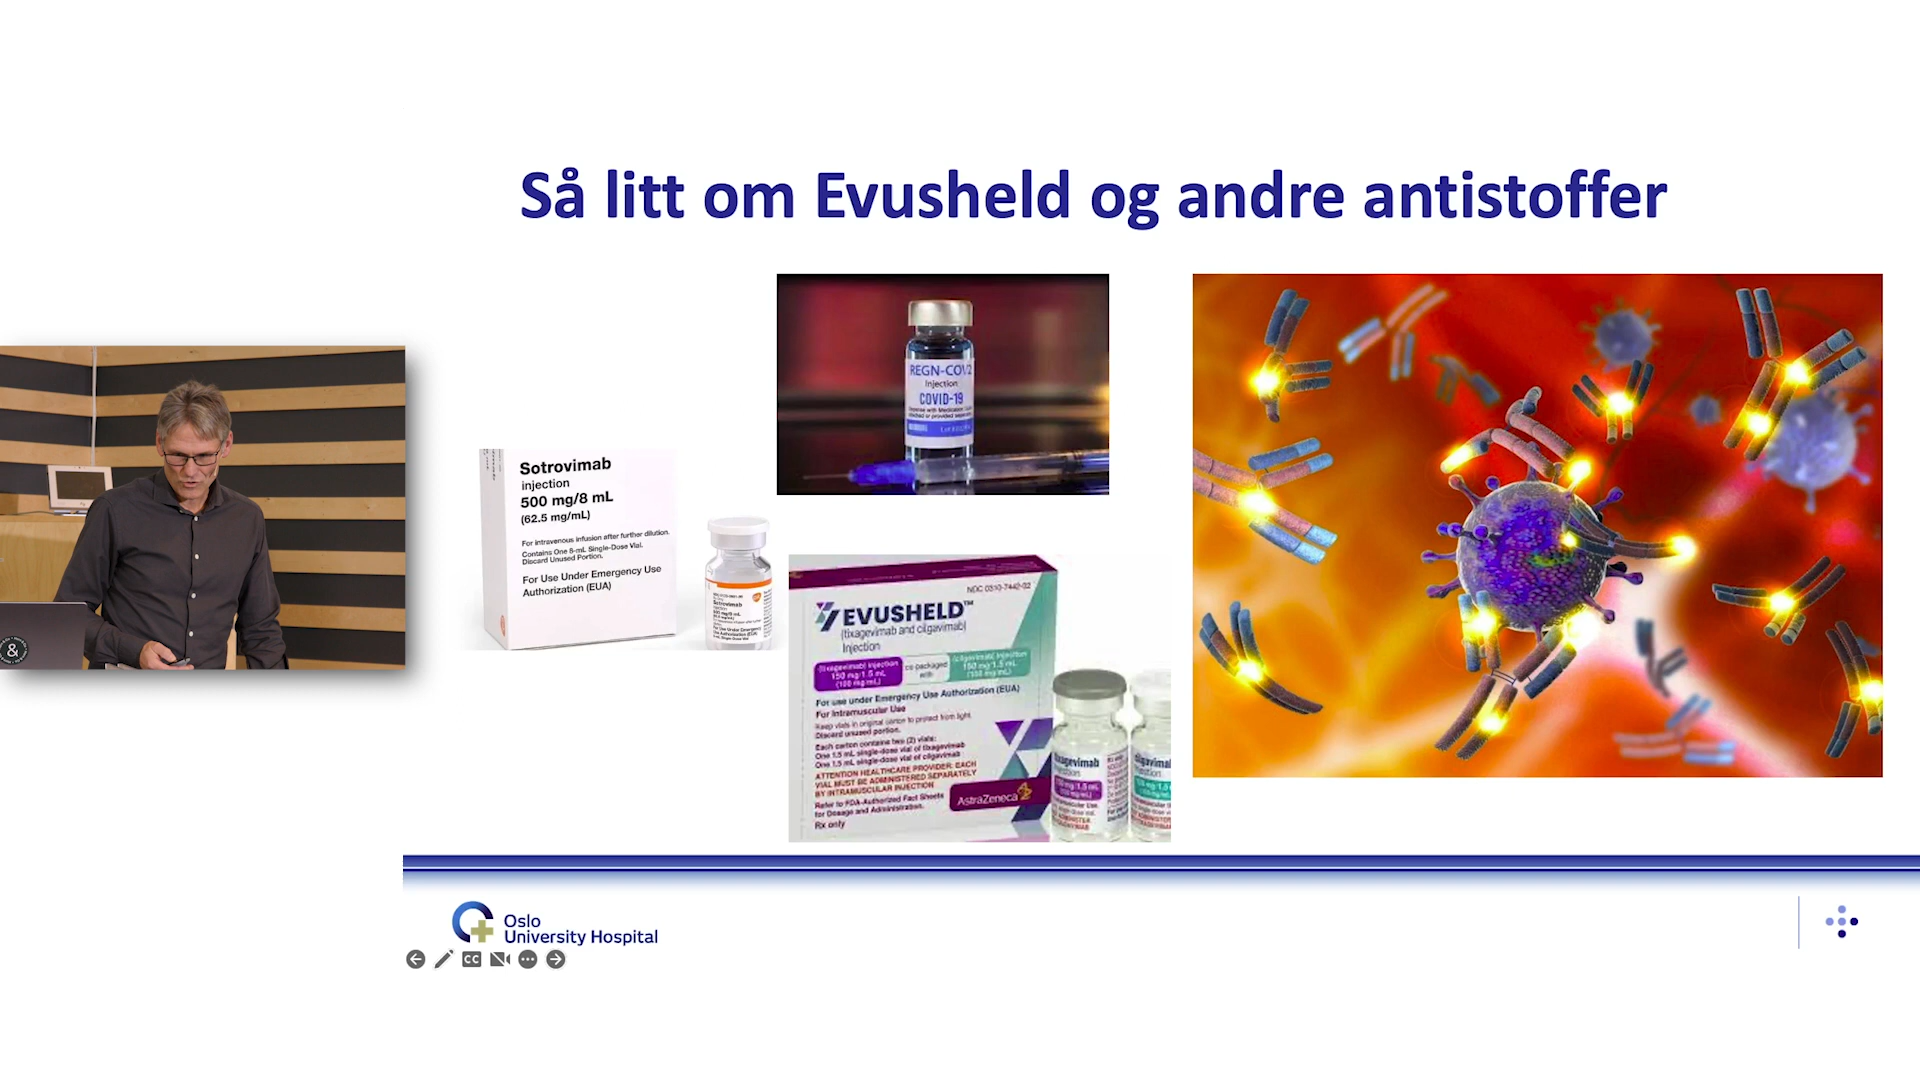 Så litt om Evusheld og andre antistoffer
Sotrovimab
injection
500 mg/8 mL
(62.5 mg/mL)
For intravenous infusion after further dilution.
Contains One 8-mL Single-Dose Vial.
Discard Unused Portion.
For Use Under Emergency Use
Authorization (EUA)
Sotrovimab
REGN-COV2
Injection
COVID-19
NDC 0310-7442-02
EVUSHELD™
(tixagevimab and cilgavimab)
Injection
(tixagevimab) injection
150 mg/1.5 mL
(100 mg/mL)
co-packaged
with
(cilgavimab) injection
150 mg/1.5 mL
(100 mg/mL)
For use under Emergency Use Authorization (EUA)
For Intramuscular Use
Keep vials in original carton to protect from light.
Discard unused portion.
Each carton contains two (2) vials:
One 1.5 mL single-dose vial of tixagevimab
One 1.5 mL single-dose vial of cilgavimab
ATTENTION HEALTHCARE PROVIDER: EACH
VIAL MUST BE ADMINISTERED SEPARATELY
BY INTRAMUSCULAR INJECTION
Refer to FDA-Authorized Fact Sheets
for Dosage and Administration.
Rx only
AstraZeneca
&
Oslo
University Hospital
CC